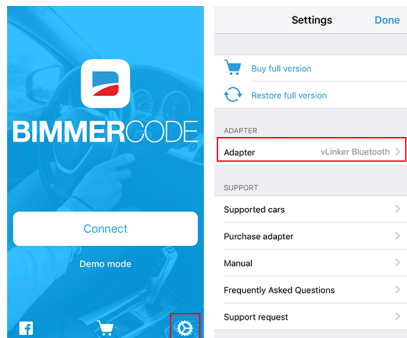 BIMMERCODE
Connect
Demo mode
Settings
Done
Buy full version
Restore full version
ADAPTER
Adapter
vLinker Bluetooth
SUPPORT
Supported cars
Purchase adapter
Manual
Frequently Asked Questions
Support request